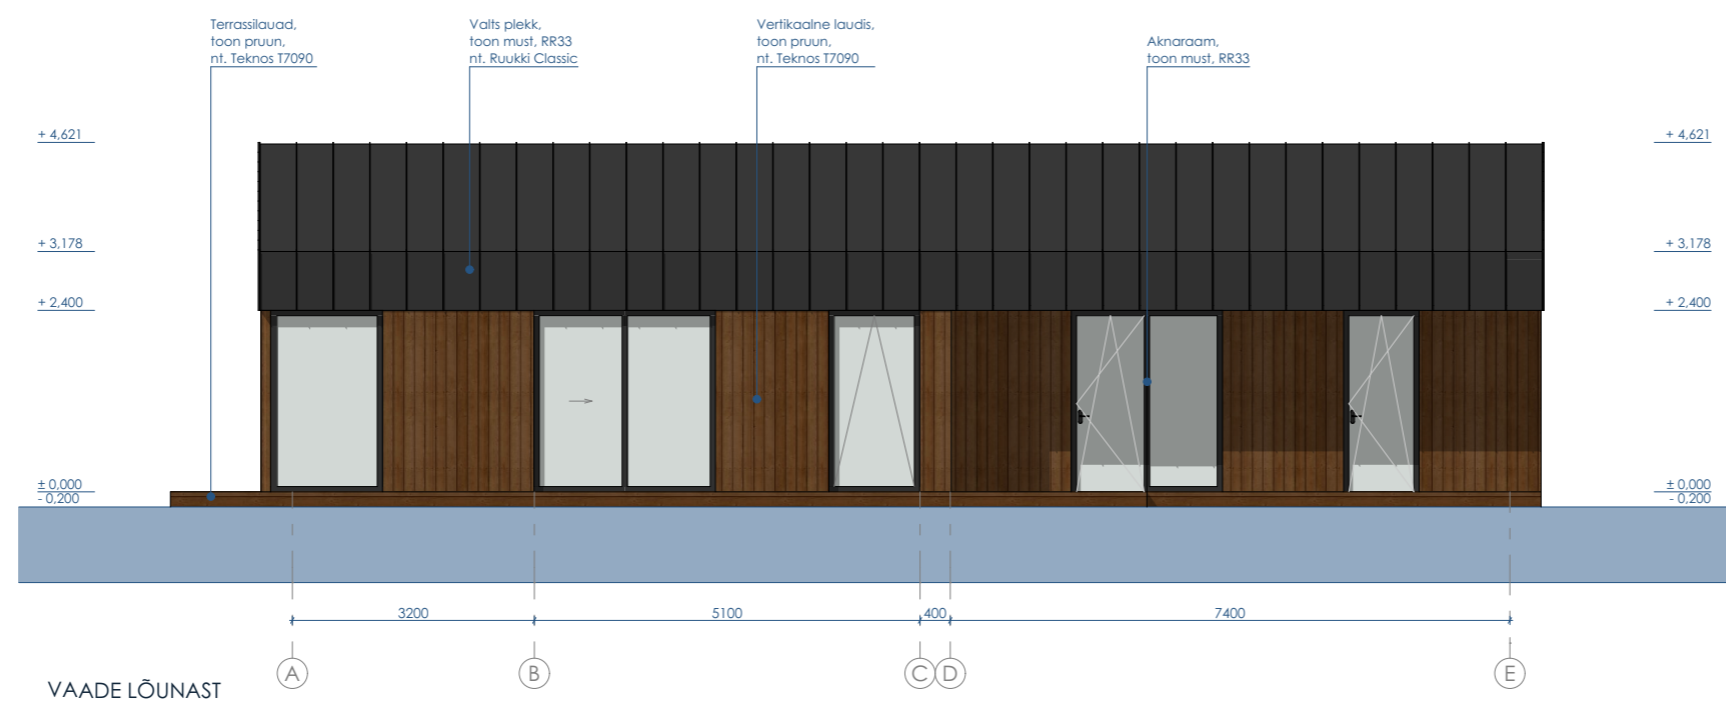 Terrassilauad,
toon pruun,
nt. Teknos T7090
Valts plekk,
toon must, RR33
nt. Ruukki Classic
Vertikaalne laudis,
toon pruun,
nt. Teknos T7090
Aknaraam,
toon must, RR33
+ 4,621
+ 4,621
+ 3,178
+ 3,178
+ 2,400
+ 2,400
± 0,000
- 0,200
± 0,000
- 0,200
3200
5100
400
7400
A
B
C
D
E
VAADE LÕUNAST